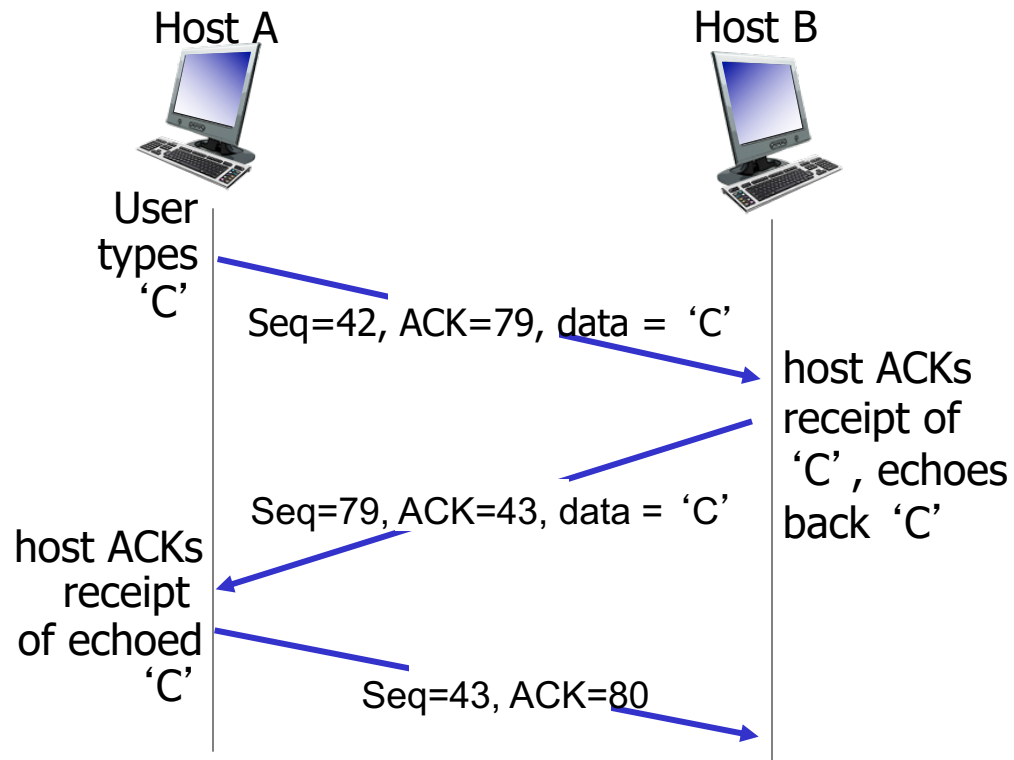 Host A
Host B
User
types
‘C’
Seq=42, ACK=79, data = ‘C’
host ACKs
receipt of
‘C’, echoes
back ‘C’
Seq=79, ACK=43, data = ‘C’
host ACKs
receipt
of echoed
‘C’
Seq=43, ACK=80